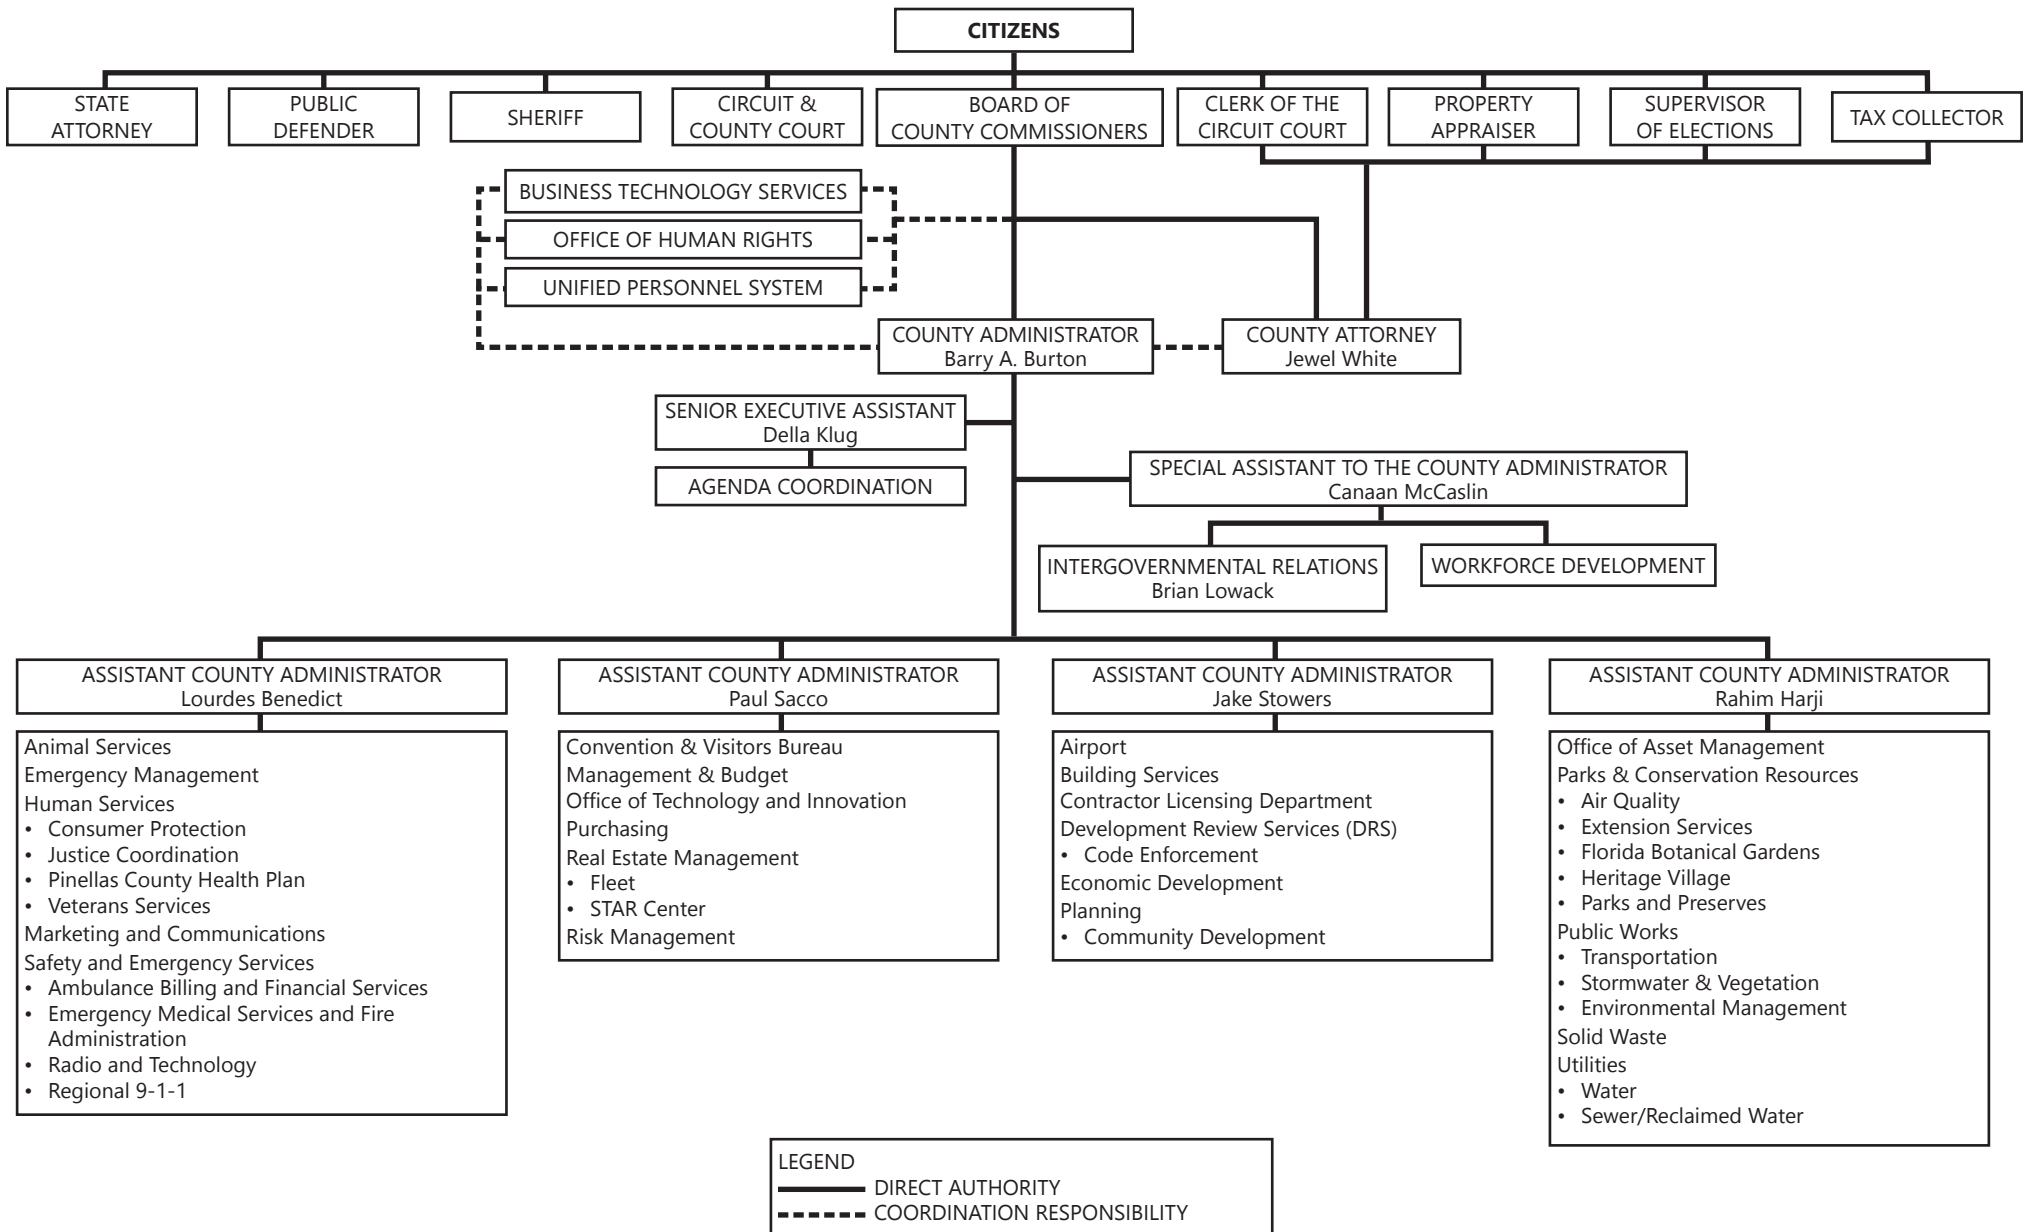 CITIZENS
STATE
ATTORNEY
PUBLIC
DEFENDER
SHERIFF
CIRCUIT &
COUNTY COURT
BOARD OF
COUNTY COMMISSIONERS
CLERK OF THE
CIRCUIT COURT
PROPERTY
APPRAISER
SUPERVISOR
OF ELECTIONS
TAX COLLECTOR
BUSINESS TECHNOLOGY SERVICES
OFFICE OF HUMAN RIGHTS
UNIFIED PERSONNEL SYSTEM
COUNTY ADMINISTRATOR
Barry A. Burton
COUNTY ATTORNEY
Jewel White
SENIOR EXECUTIVE ASSISTANT
Della Klug
AGENDA COORDINATION
SPECIAL ASSISTANT TO THE COUNTY ADMINISTRATOR
Canaan McCaslin
INTERGOVERNMENTAL RELATIONS
Brian Lowack
WORKFORCE DEVELOPMENT
ASSISTANT COUNTY ADMINISTRATOR
Lourdes Benedict
Animal Services
Emergency Management
Human Services
• Consumer Protection
• Justice Coordination
• Pinellas County Health Plan
• Veterans Services
Marketing and Communications
Safety and Emergency Services
• Ambulance Billing and Financial Services
• Emergency Medical Services and Fire
Administration
• Radio and Technology
• Regional 9-1-1
ASSISTANT COUNTY ADMINISTRATOR
Paul Sacco
Convention & Visitors Bureau
Management & Budget
Office of Technology and Innovation
Purchasing
Real Estate Management
• Fleet
• STAR Center
Risk Management
ASSISTANT COUNTY ADMINISTRATOR
Jake Stowers
Airport
Building Services
Contractor Licensing Department
Development Review Services (DRS)
• Code Enforcement
Economic Development
Planning
• Community Development
ASSISTANT COUNTY ADMINISTRATOR
Rahim Harji
Office of Asset Management
Parks & Conservation Resources
• Air Quality
• Extension Services
• Florida Botanical Gardens
• Heritage Village
• Parks and Preserves
Public Works
• Transportation
• Stormwater & Vegetation
• Environmental Management
Solid Waste
Utilities
• Water
• Sewer/Reclaimed Water
LEGEND
DIRECT AUTHORITY
COORDINATION RESPONSIBILITY